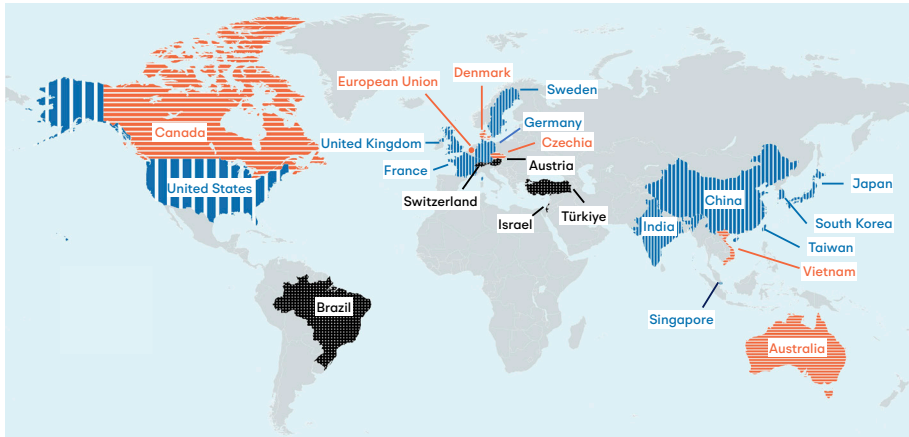 Denmark
European Union
Sweden
Germany
Canada
United Kingdom
Czechia
Austria
France
United States
Switzerland
Japan
China
Israel
Türkiye
India
South Korea
Taiwan
Vietnam
Brazil
Singapore
Australia